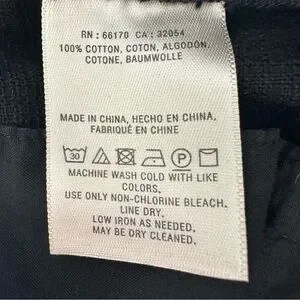 RN : 66170 CA : 32054
100% COTTON, COTON, ALGODON,
COTONE, BAUMWOLLE
MADE IN CHINA, HECHO EN CHINA.
FABRIQUÉ EN CHINE
30 P
MACHINE WASH COLD WITH LIKE
COLORS.
USE ONLY NON-CHLORINE BLEACH.
LINE DRY.
LOW IRON AS NEEDED.
MAY BE DRY CLEANED.